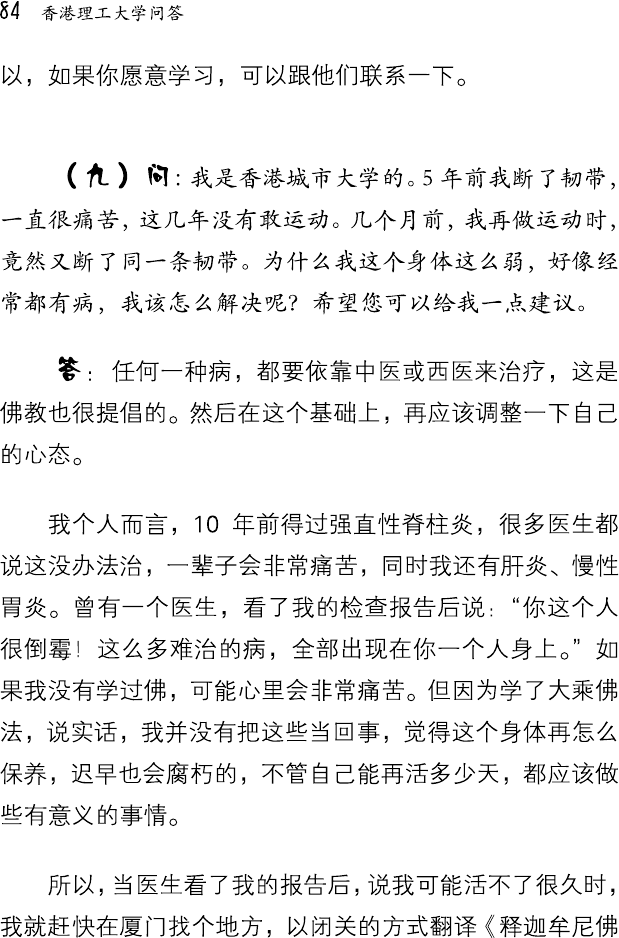 84 香港理工大学问答
以，如果你愿意学习，可以跟他们联系一下。
（九）问：我是香港城市大学的。5 年前我断了韧带，
一直很痛苦，这几年没有敢运动。几个月前，我再做运动时，
竟然又断了同一条韧带。为什么我这个身体这么弱，好像经
常都有病，我该怎么解决呢？希望您可以给我一点建议。
答：任何一种病，都要依靠中医或西医来治疗，这是
佛教也很提倡的。然后在这个基础上，再应该调整一下自己
的心态。
我个人而言，10 年前得过强直性脊柱炎，很多医生都
说这没办法治，一辈子会非常痛苦，同时我还有肝炎、慢性
胃炎。曾有一个医生，看了我的检查报告后说：“你这个人
很倒霉！这么多难治的病，全部出现在你一个人身上。”如
果我没有学过佛，可能心里会非常痛苦。但因为学了大乘佛
法，说实话，我并没有把这些当回事，觉得这个身体再怎么
保养，迟早也会腐朽的，不管自己能再活多少天，都应该做
些有意义的事情。
所以，当医生看了我的报告后，说我可能活不了很久时，
我就赶快在厦门找个地方，以闭关的方式翻译《释迦牟尼佛